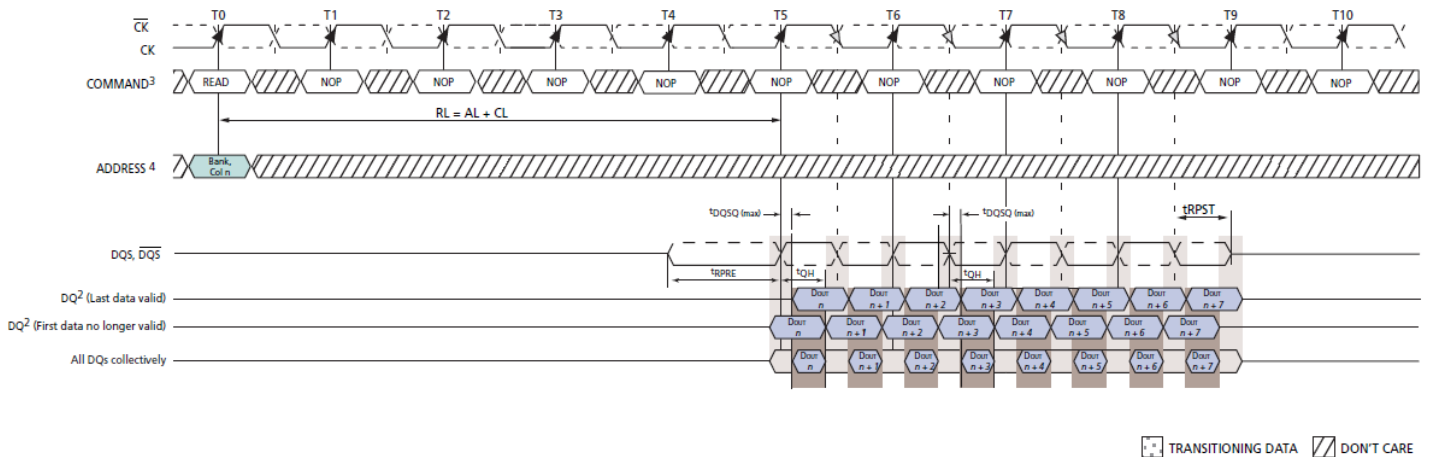 T0 T1 T2 T3 T4 T5 T6 T7 T8 T9 T10
CK
CK
COMMAND3 READ NOP NOP NOP NOP NOP NOP NOP NOP NOP NOP
RL = AL + CL
ADDRESS 4 Bank,
Col n
tDQSQ (max) tDQSQ (max) tRPST
DQS, DQS
tRPRE tQH tQH
DQ2 (Last data valid) DOUT n DOUT n + 1 DOUT n + 2 DOUT n + 3 DOUT n + 4 DOUT n + 5 DOUT n + 6 DOUT n + 7
DQ2 (First data no longer valid) DOUT n DOUT n + 1 DOUT n + 2 DOUT n + 3 DOUT n + 4 DOUT n + 5 DOUT n + 6 DOUT n + 7
All DQs collectively DOUT n DOUT n + 1 DOUT n + 2 DOUT n + 3 DOUT n + 4 DOUT n + 5 DOUT n + 6 DOUT n + 7
TRANSITIONING DATA DON'T CARE